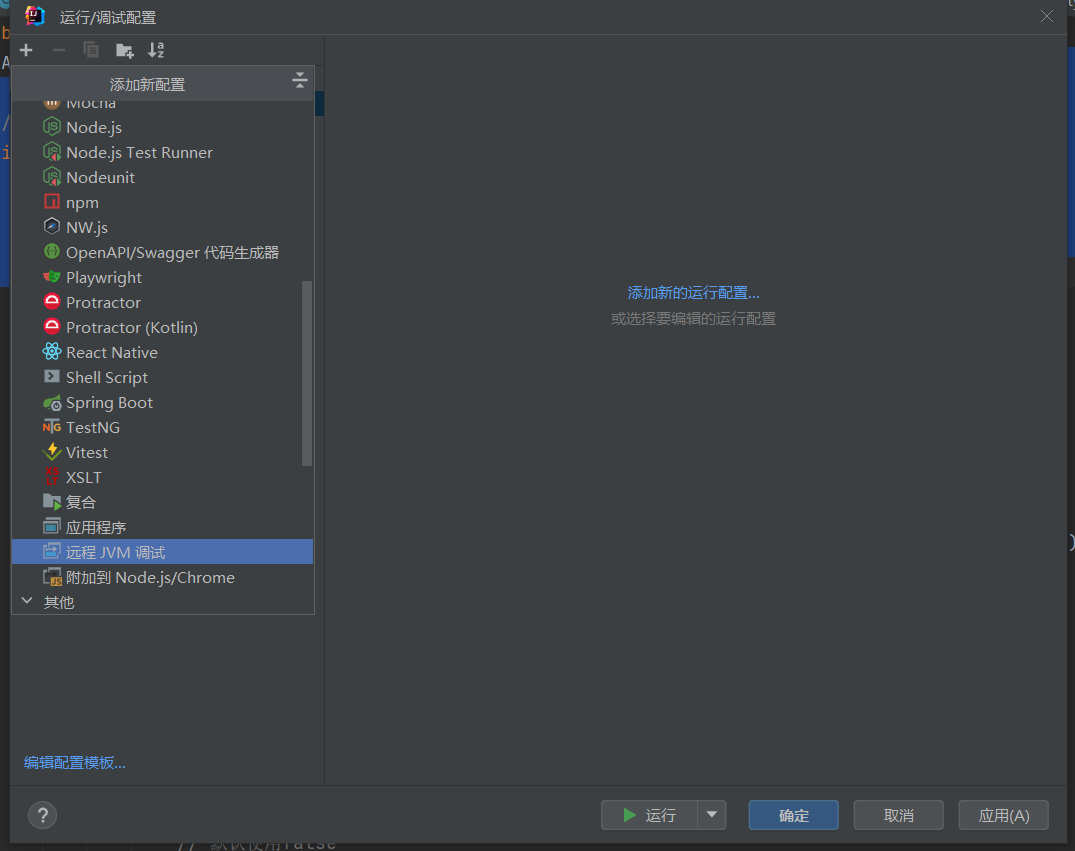 运行/调试配置
添加新配置
Mocha
Node.js
Node.js Test Runner
Nodeunit
npm
NW.js
OpenAPI/Swagger 代码生成器
Playwright
Protractor
Protractor (Kotlin)
React Native
Shell Script
Spring Boot
TestNG
Vitest
XSLT
复合
应用程序
远程 JVM 调试
附加到 Node.js/Chrome
其他
添加新的运行配置...
或选择要编辑的运行配置
编辑配置模板...
?
运行
确定
取消
应用(A)
// 默认使用false